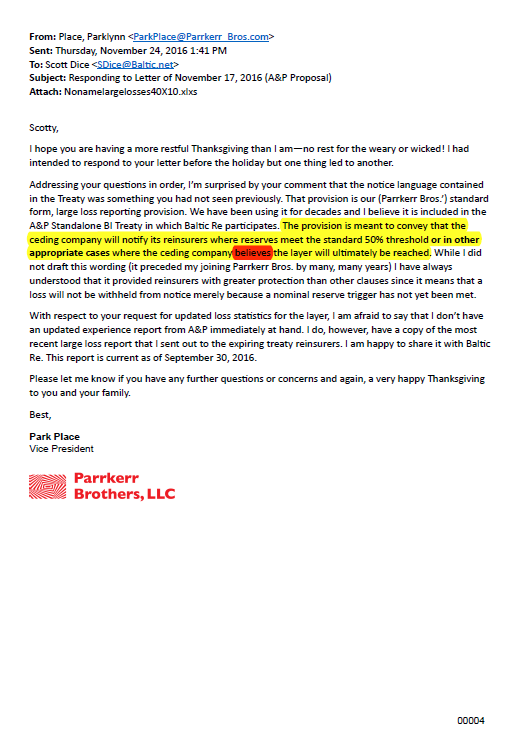 From: Place, Parklynn <ParkPlace@Parrkerr_Bros.com>
Sent: Thursday, November 24, 2016 1:41 PM
To: Scott Dice <SDice@Baltic.net>
Subject: Responding to Letter of November 17, 2016 (A&P Proposal)
Attach: Nonamelargelosses40X10.xlxs
Scotty,
I hope you are having a more restful Thanksgiving than I am—no rest for the weary or wicked! I had
intended to respond to your letter before the holiday but one thing led to another.
Addressing your questions in order, I'm surprised by your comment that the notice language contained
in the Treaty was something you had not seen previously. That provision is our (Parrkerr Bros.') standard
form, large loss reporting provision. We have been using it for decades and I believe it is included in the
A&P Standalone BI Treaty in which Baltic Re participates. The provision is meant to convey that the
ceding company will notify its reinsurers where reserves meet the standard 50% threshold or in other
appropriate cases where the ceding company believes the layer will ultimately be reached. While I did
not draft this wording (it preceded my joining Parrkerr Bros. by many, many years) I have always
understood that it provided reinsurers with greater protection than other clauses since it means that a
loss will not be withheld from notice merely because a nominal reserve trigger has not yet been met.
With respect to your request for updated loss statistics for the layer, I am afraid to say that I don't have
an updated experience report from A&P immediately at hand. I do, however, have a copy of the most
recent large loss report that I sent out to the expiring treaty reinsurers. I am happy to share it with Baltic
Re. This report is current as of September 30, 2016.
Please let me know if you have any further questions or concerns and again, a very happy Thanksgiving
to you and your family.
Best,
Park Place
Vice President
Parrkerr
Brothers, LLC
00004